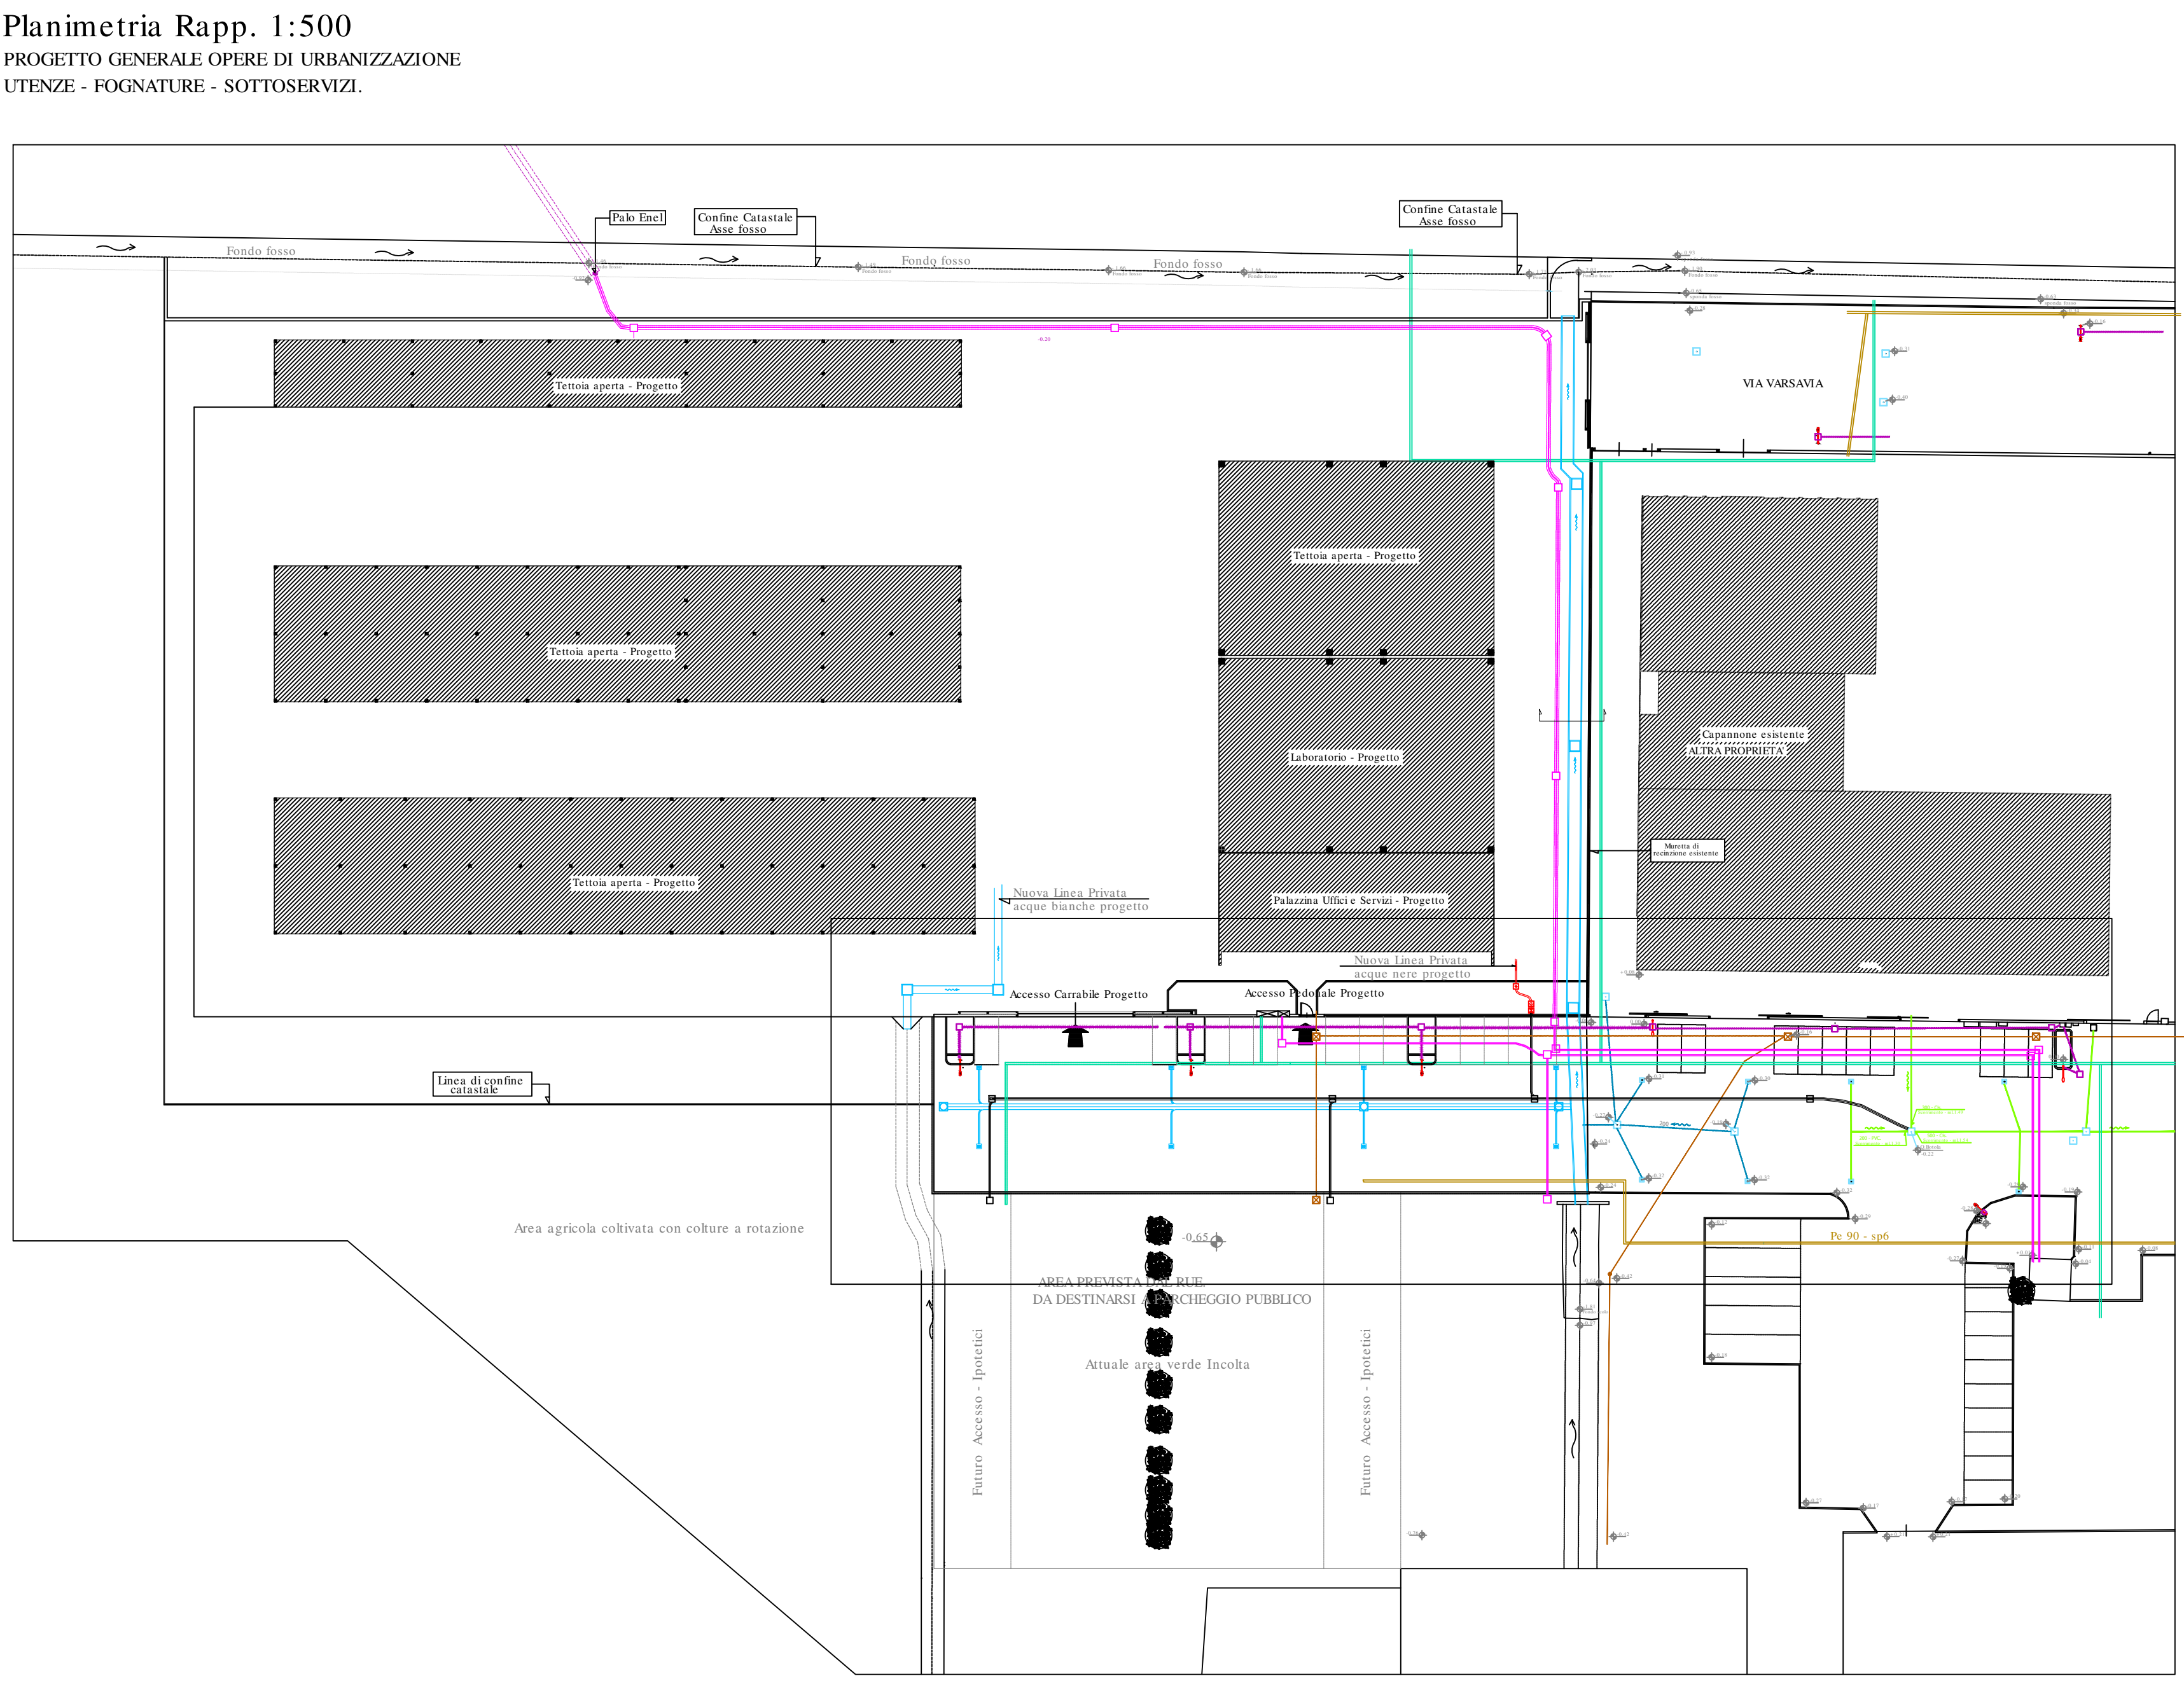 Planimetria Rapp. 1:500
PROGETTO GENERALE OPERE DI URBANIZZAZIONE
UTENZE - FOGNATURE - SOTTOSERVIZI.
Palo Enel
Confine Catastale
Asse fosso
Confine Catastale
Asse fosso
Fondo fosso
Fondo fosso
Fondo fosso
-0.20
Tettoia aperta - Progetto
VIA VARSAVIA
Tettoia aperta - Progetto
Tettoia aperta - Progetto
Capannone esistente
ALTRA PROPRIETA'
Laboratorio - Progetto
Muretta di
recinzione esistente
Tettoia aperta - Progetto
Nuova Linea Privata
acque bianche progetto
Palazzina Uffici e Servizi - Progetto
Nuova Linea Privata
acque nere progetto
Accesso Carrabile Progetto
Accesso Pedonale Progetto
Linea di confine
catastale
Area agricola coltivata con colture a rotazione
-0.65
Pe 90 - sp6
AREA PREVISTA DAL RUE.
DA DESTINARSI A PARCHEGGIO PUBBLICO
Attuale area verde Incolta
Futuro Accesso - Ipotetici
Futuro Accesso - Ipotetici